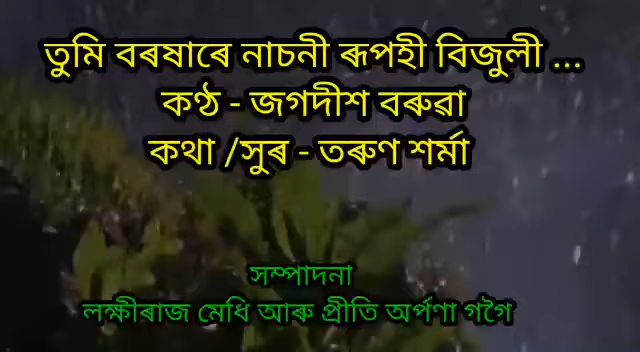 তুমি বৰষাৰে নাচনী ৰূপহী বিজুলী ...
কণ্ঠ - জগদীশ বৰুৱা
কথা /সুৰ - তৰুণ শৰ্মা
সম্পাদনা
লক্ষীৰাজ মেধি আৰু প্ৰীতি অৰ্পণা গগৈ